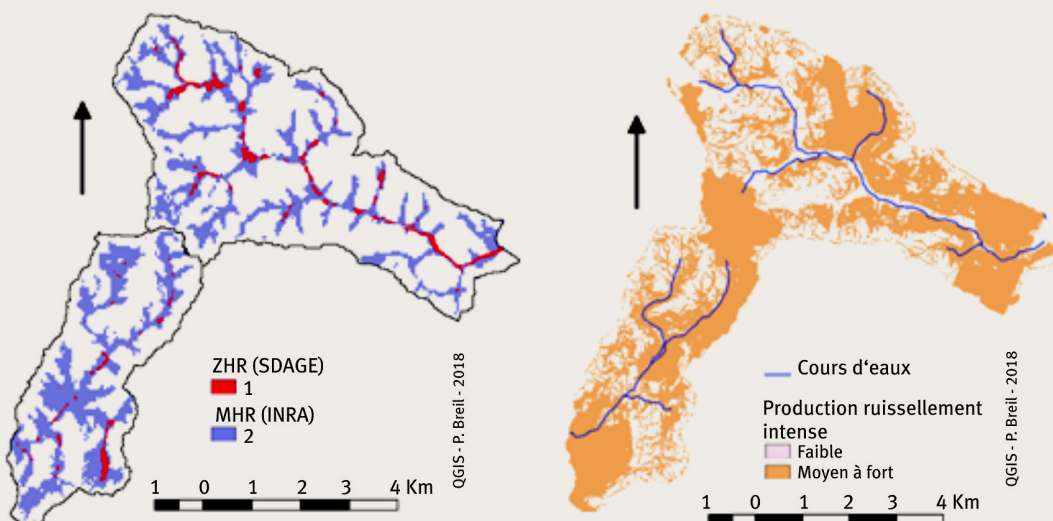 ZHR (SDAGE)
1
MHR (INRA)
2
1 0 1 2 3 4 Km
QGIS - P. Breil - 2018
Cours d'eaux
Production ruissellement
intense
Faible
Moyen à fort
1 0 1 2 3 4 Km
QGIS - P. Breil - 2018